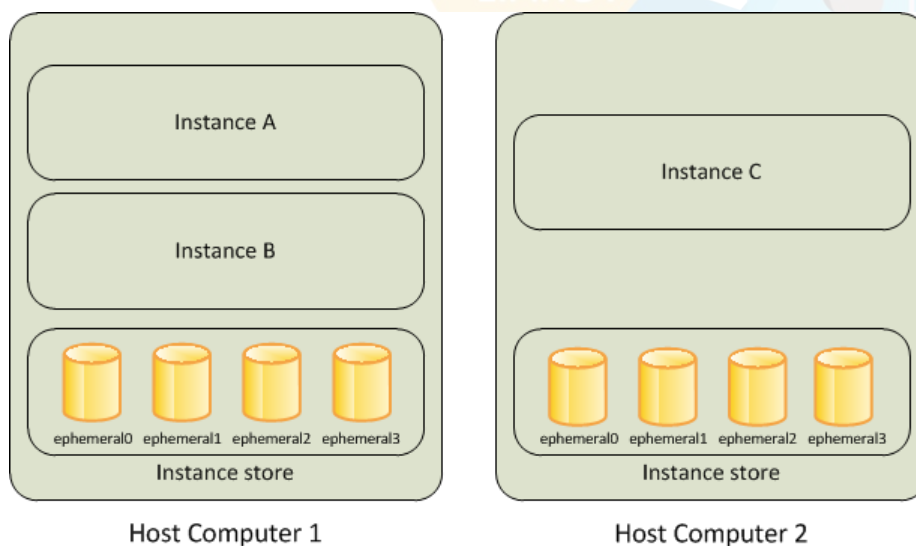 Instance A
Instance B
ephemeral0 ephemeral1 ephemeral2 ephemeral3
Instance store
Host Computer 1
Instance C
ephemeral0 ephemeral1 ephemeral2 ephemeral3
Instance store
Host Computer 2